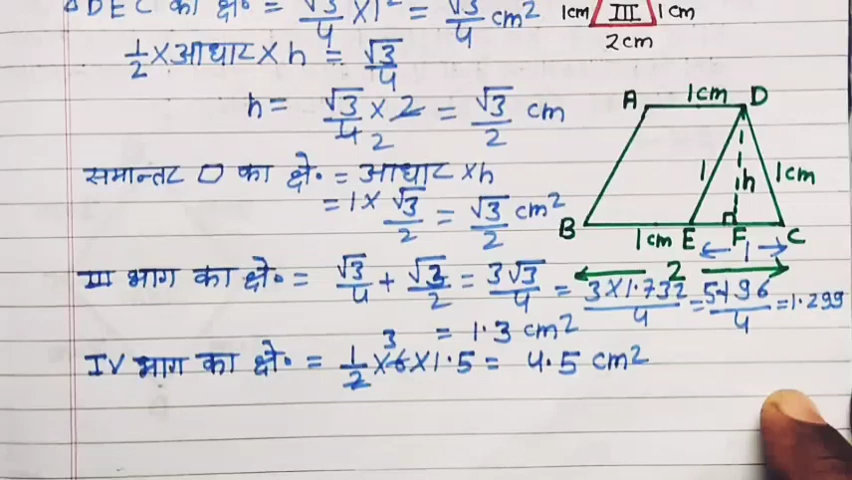 ΔDEC का क्षे० = √3/4 × 1² = √3/4 cm²
1cm III 1cm
2cm
1/2 × आधार × h = √3/4
h = √3/4 × 2 = √3/2 cm
2
A 1cm D
1 h 1cm
B 1cm E F C
1
2
समान्तर ▱ का क्षे० = आधार × h
= 1 × √3/2 = √3/2 cm²
III भाग का क्षे० = √3/4 + √3/2 = 3√3/4 = 3×1.732/4 = 5.196/4 = 1.299
= 1.3 cm²
IV भाग का क्षे० = 1/2 × 6 × 1.5 = 4.5 cm²
3